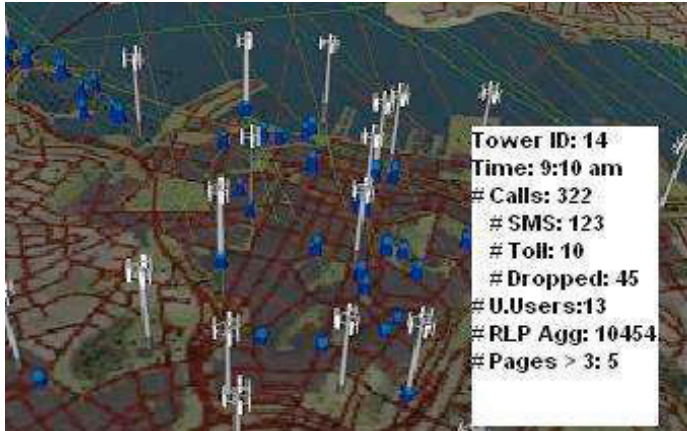 Tower ID: 14
Time: 9:10 am
# Calls: 322
# SMS: 123
# Toll: 10
# Dropped: 45
# U.Users:13
# RLP Agg: 10454.
# Pages > 3: 5